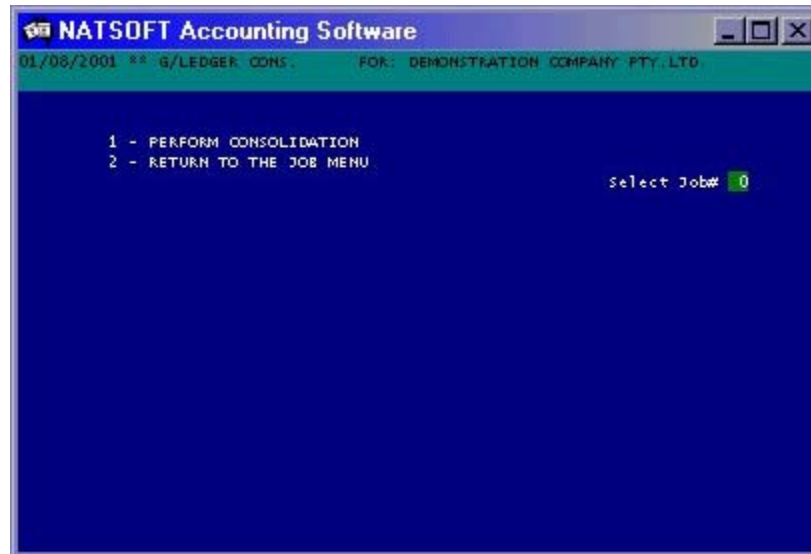 NATSOFT Accounting Software
01/08/2001 ** G/LEDGER CONS. FOR: DEMONSTRATION COMPANY PTY.LTD.
1 - PERFORM CONSOLIDATION
2 - RETURN TO THE JOB MENU
Select Job# 0